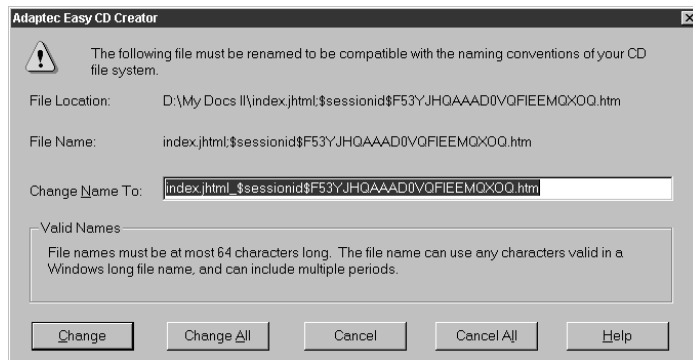 Adaptec Easy CD Creator
The following file must be renamed to be compatible with the naming conventions of your CD
file system.
File Location: D:\My Docs II\index.jhtml;$sessionid$F53YJHQAAAD0VQFIEEMQXOQ.htm
File Name: index.jhtml;$sessionid$F53YJHQAAAD0VQFIEEMQXOQ.htm
Change Name To: index.jhtml_$sessionid$F53YJHQAAAD0VQFIEEMQXOQ.htm
Valid Names
File names must be at most 64 characters long. The file name can use any characters valid in a
Windows long file name, and can include multiple periods.
Change Change All Cancel Cancel All Help